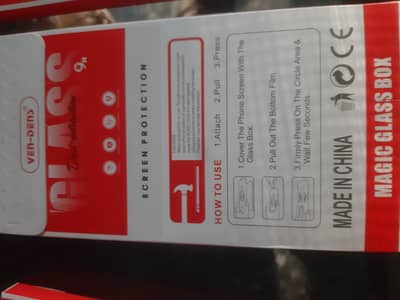 VEN-DENS
GLASS
9H
SCREEN PROTECTION
HOW TO USE
1.Attach 2.Pull 3.Press
1.Cover The Phone Screen With The
Glass Box.
2.Pull Out The Bottom Film.
3.Firmly Press On The Circle Area &
Wait Few Seconds.
MADE IN CHINA
CE
MAGIC GLASS BOX